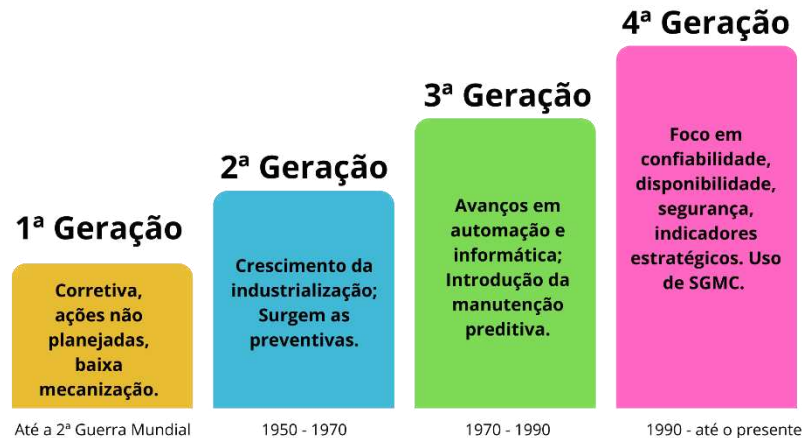 1ª Geração
Corretiva,
ações não
planejadas,
baixa
mecanização.
Até a 2ª Guerra Mundial
2ª Geração
Crescimento da
industrialização;
Surgem as
preventivas.
1950 - 1970
3ª Geração
Avanços em
automação e
informática;
Introdução da
manutenção
preditiva.
1970 - 1990
4ª Geração
Foco em
confiabilidade,
disponibilidade,
segurança,
indicadores
estratégicos. Uso
de SGMC.
1990 - até o presente